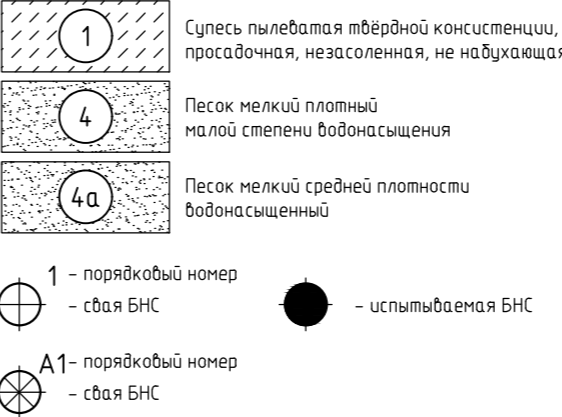 1
Супесь пылеватая твёрдной консистенции,
просадочная, незасоленная, не набухающая
4
Песок мелкий плотный
малой степени водонасыщения
4а
Песок мелкий средней плотности
водонасыщенный
1 - порядковый номер
- свая БНС
- испытываемая БНС
А1 - порядковый номер
- свая БНС